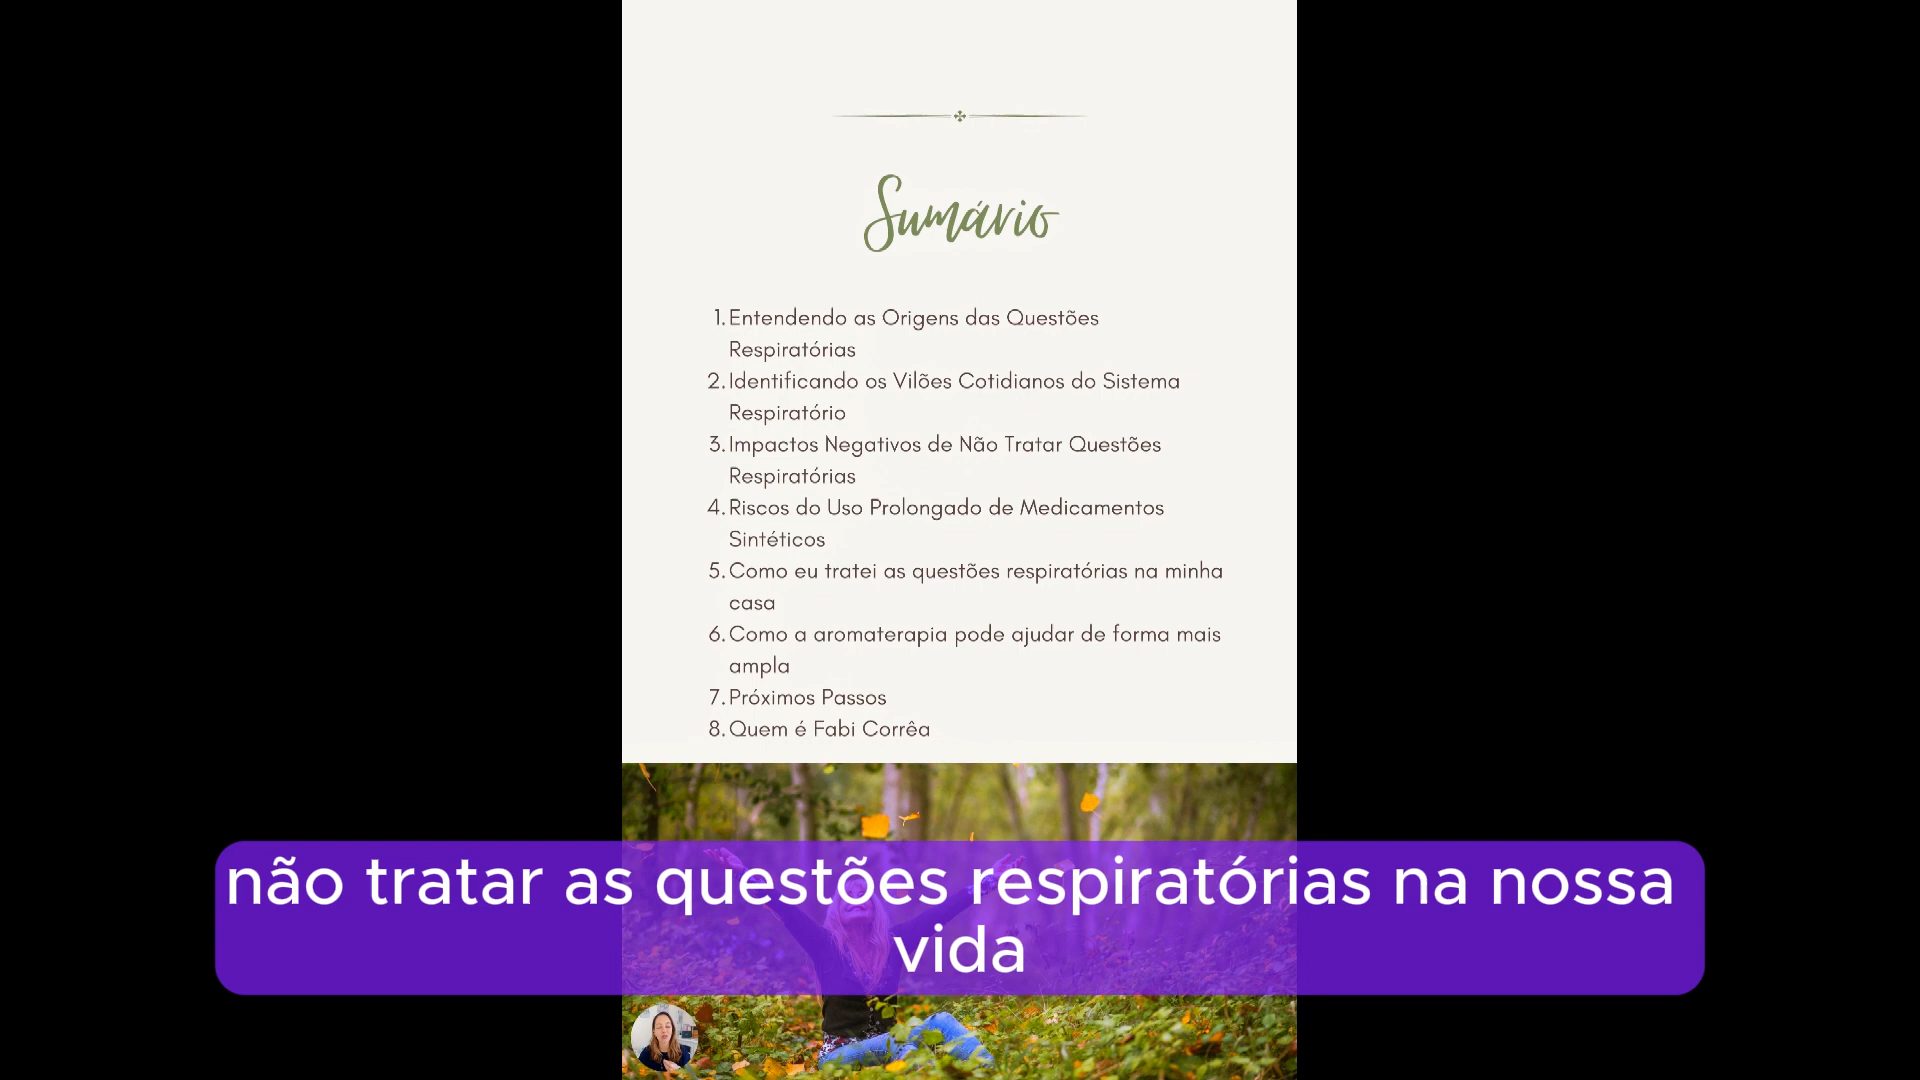 Sumário
1. Entendendo as Origens das Questões
Respiratórias
2. Identificando os Vilões Cotidianos do Sistema
Respiratório
3. Impactos Negativos de Não Tratar Questões
Respiratórias
4. Riscos do Uso Prolongado de Medicamentos
Sintéticos
5. Como eu tratei as questões respiratórias na minha
casa
6. Como a aromaterapia pode ajudar de forma mais
ampla
7. Próximos Passos
8. Quem é Fabi Corrêa
não tratar as questões respiratórias na nossa
vida